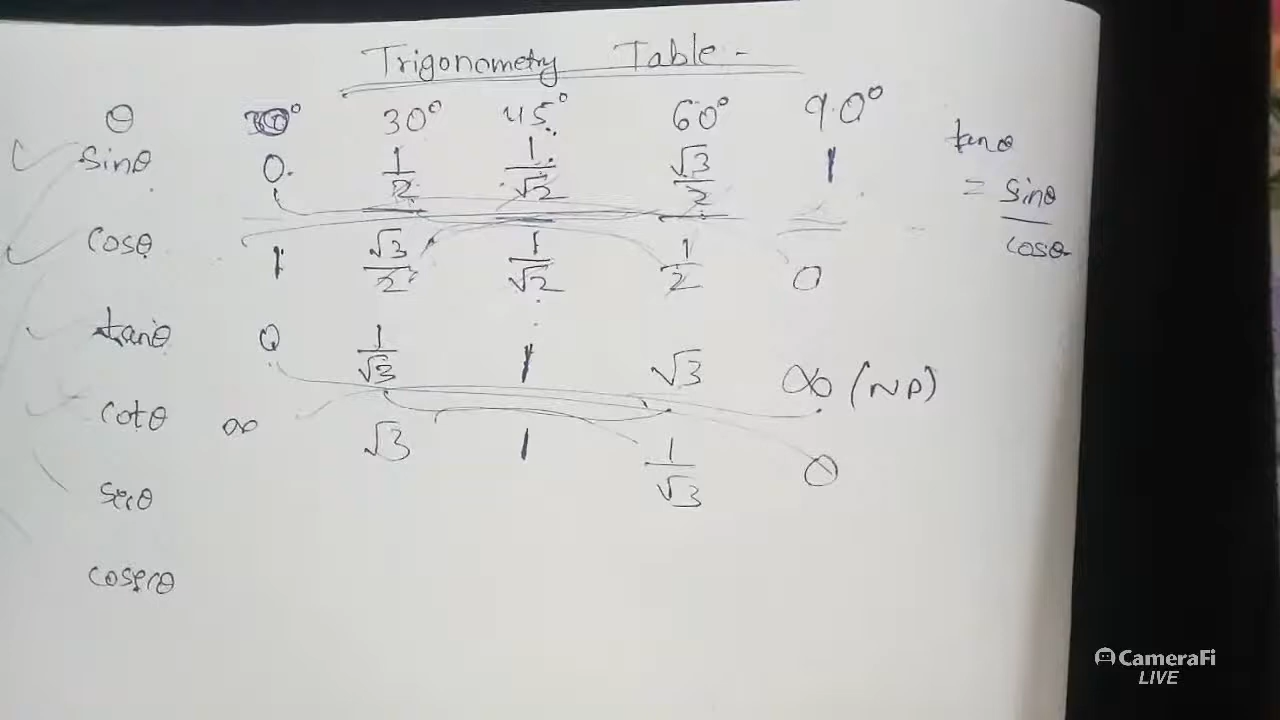 Trigonometry Table -
θ 0° 30° 45° 60° 90°
sinθ 0 1/2 1/√2 √3/2 1
cosθ 1 √3/2 1/√2 1/2 0
tanθ 0 1/√3 1 √3 ∞ (ND)
cotθ ∞ √3 1 1/√3 0
secθ
cosecθ
tanθ
= sinθ/cosθ
CameraFi
LIVE